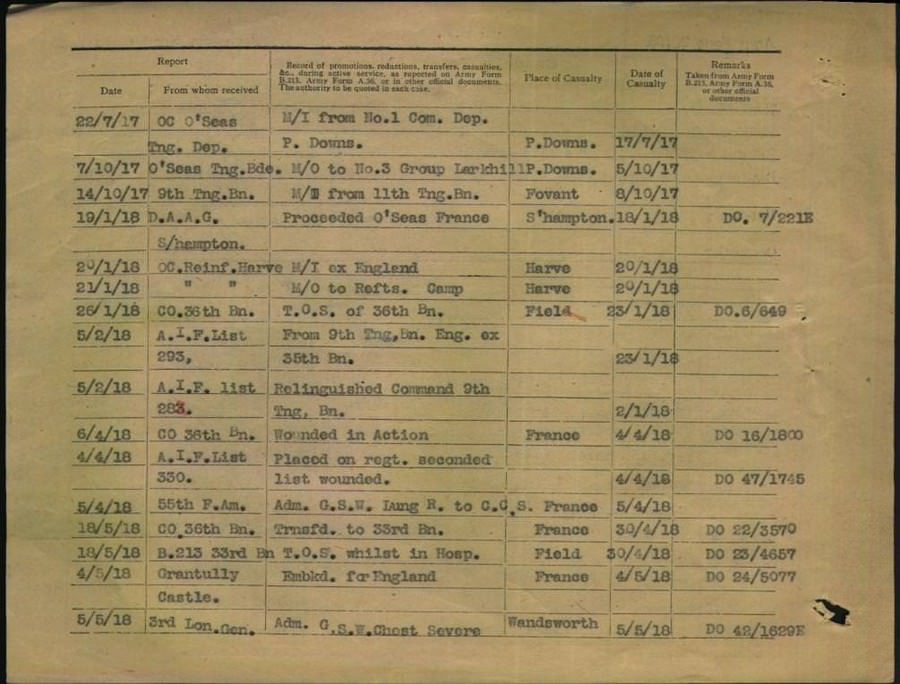 Report
Record of promotions, reductions, transfers, casualties,
&c., during active service, as reported on Army Form
B.213, Army Form A.36, or in other official documents.
The authority to be quoted in each case.
Place of Casualty
Date of
Casualty
Remarks
Taken from Army Form
B.213, Army Form A.36,
or other official
documents
Date From whom received
22/7/17 OC O'Seas M/I from No.1 Com. Dep.
Tng. Dep. P. Downs. P.Downs. 17/7/17
7/10/17 O'Seas Tng.Bde. M/O to No.3 Group Larkhill P.Downs. 5/10/17
14/10/17 9th Tng.Bn. from 11th Tng.Bn. Fovant 8/10/17
19/1/18 D.A.A.G. Proceeded O'Seas France S'hampton. 18/1/18 DO. 7/221E
S/hampton.
20/1/18 OC.Reinf.Harve M/I ex England Harve 20/1/18
21/1/18 " " M/O to Refts. Camp Harve 20/1/18
26/1/18 CO.36th Bn. T.O.S. of 36th Bn. Field 23/1/18 DO.6/649
5/2/18 A.I.F.List From 9th Tng,Bn. Eng. ex
293, 35th Bn. 23/1/18
5/2/18 A.I.F. list Relinguished Command 9th
283. Tng, Bn. 2/1/18
6/4/18 CO 36th Bn. Wounded in Action France 4/4/18 DO 16/1800
4/4/18 A.I.F.List Placed on regt. seconded
330. list wounded. 4/4/18 DO 47/1745
5/4/18 55th F.Am. Adm. G.S.W. Lung R. to C.C.S. France 5/4/18
18/5/18 CO.36th Bn. Trnsfd. to 33rd Bn. France 30/4/18 DO 22/3570
18/5/18 B.213 33rd Bn T.O.S. whilst in Hosp. Field 30/4/18 DO 23/4657
4/5/18 Grantully Embkd. for England France 4/5/18 DO 24/5077
Castle.
5/5/18 3rd Lon.Gen. Adm. G.S.W.Chest Severe Wandsworth 5/5/18 DO 42/1629E